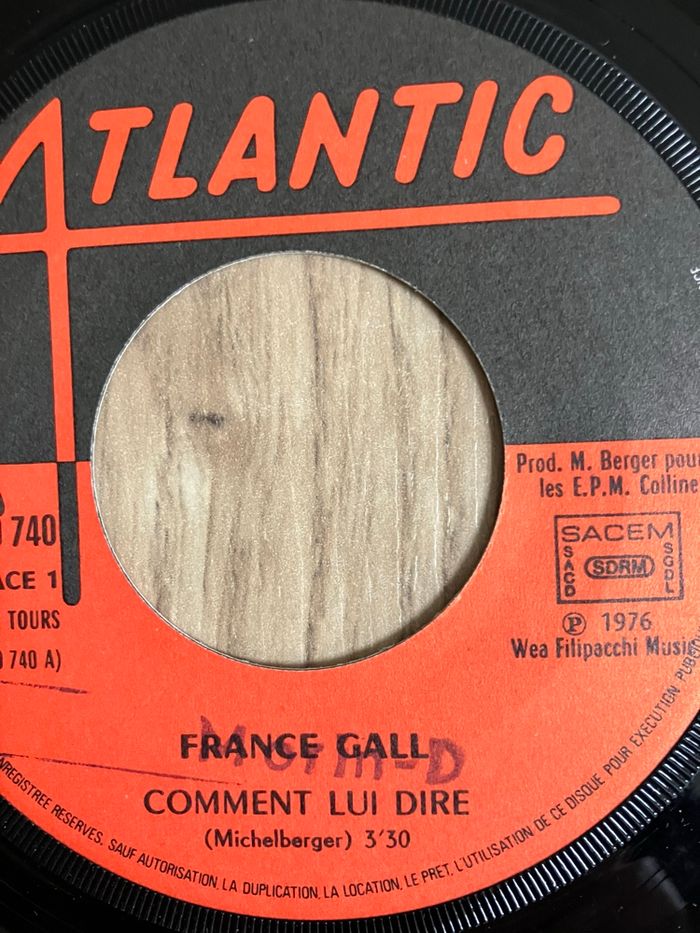 ATLANTIC
Prod. M. Berger pour
les E.P.M. Colline
740
SACEM
SACD
SDRM
SGDL
ACE 1
TOURS
740 A)
℗ 1976
Wea Filipacchi Music
FRANCE GALL
COMMENT LUI DIRE
(Michelberger) 3'30
NREGISTREE RESERVES. SAUF AUTORISATION, LA DUPLICATION, LA LOCATION, LE PRET, L'UTILISATION DE CE DISQUE POUR EXECUTION PUBLI